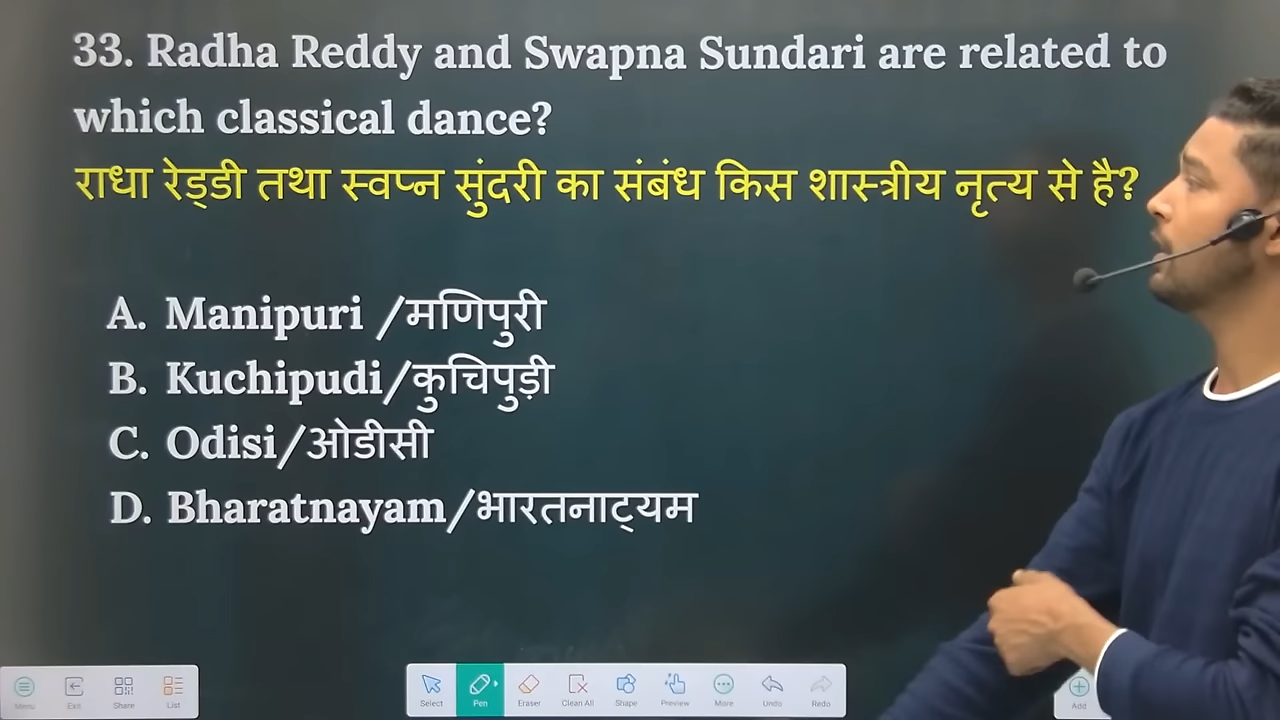 33. Radha Reddy and Swapna Sundari are related to
which classical dance?
राधा रेड्डी तथा स्वप्न सुंदरी का संबंध किस शास्त्रीय नृत्य से है?
A. Manipuri /मणिपुरी
B. Kuchipudi/कुचिपुड़ी
C. Odisi/ओडीसी
D. Bharatnayam/भारतनाट्यम
Menu Exit Share List Select Pen Eraser Clean All Shape Preview More Undo Redo Add